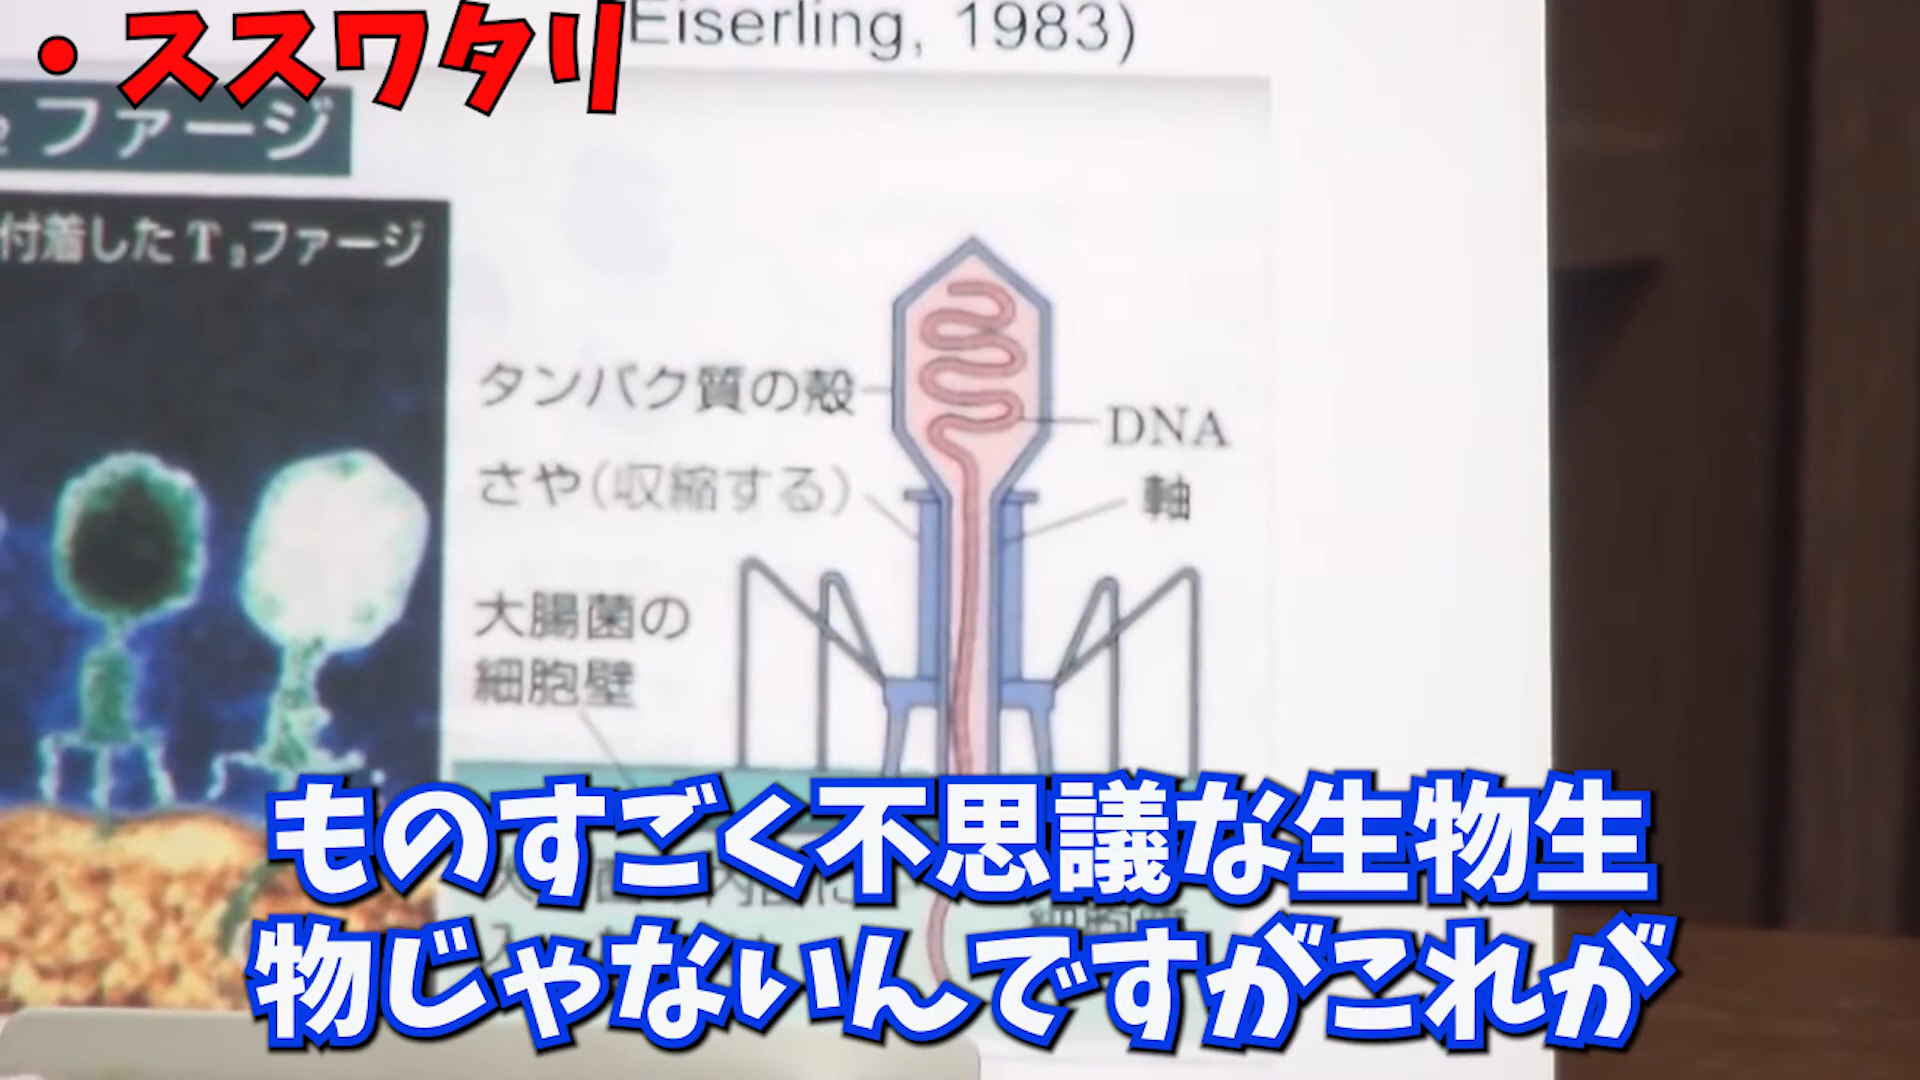 ・ススワタリ
Eiserling, 1983)
2 ファージ
付着したT2ファージ
タンパク質の殻
DNA
さや(収縮する)
軸
大腸菌の
細胞壁
ものすごく不思議な生物生
物じゃないんですがこれが